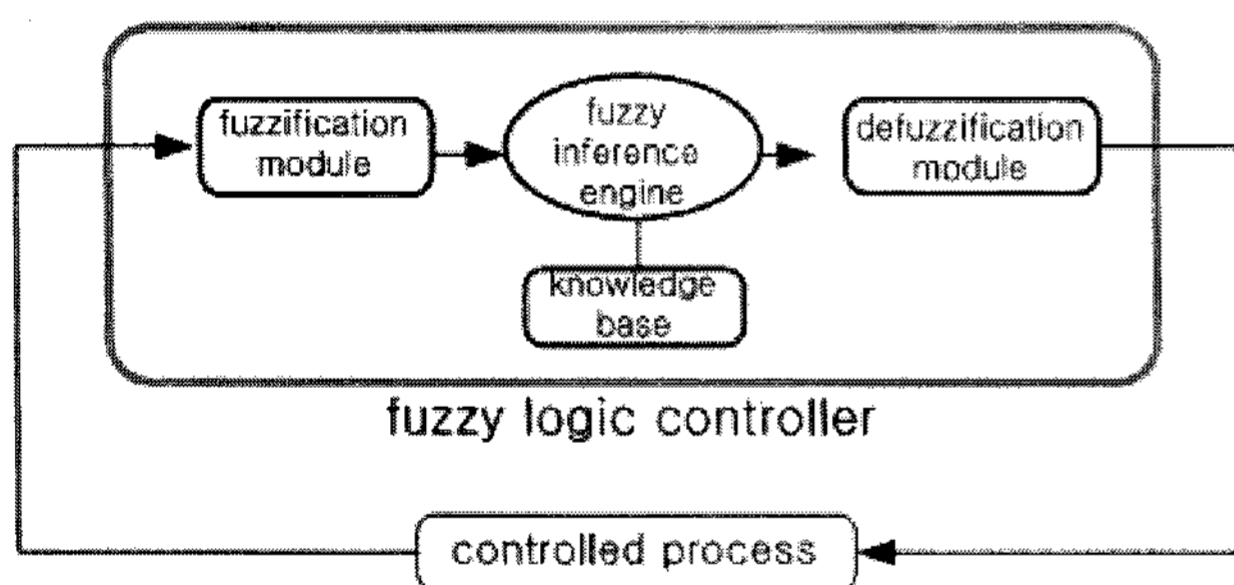 fuzzification
module
fuzzy
inference
engine
defuzzification
module
knowledge
base
fuzzy logic controller
controlled process